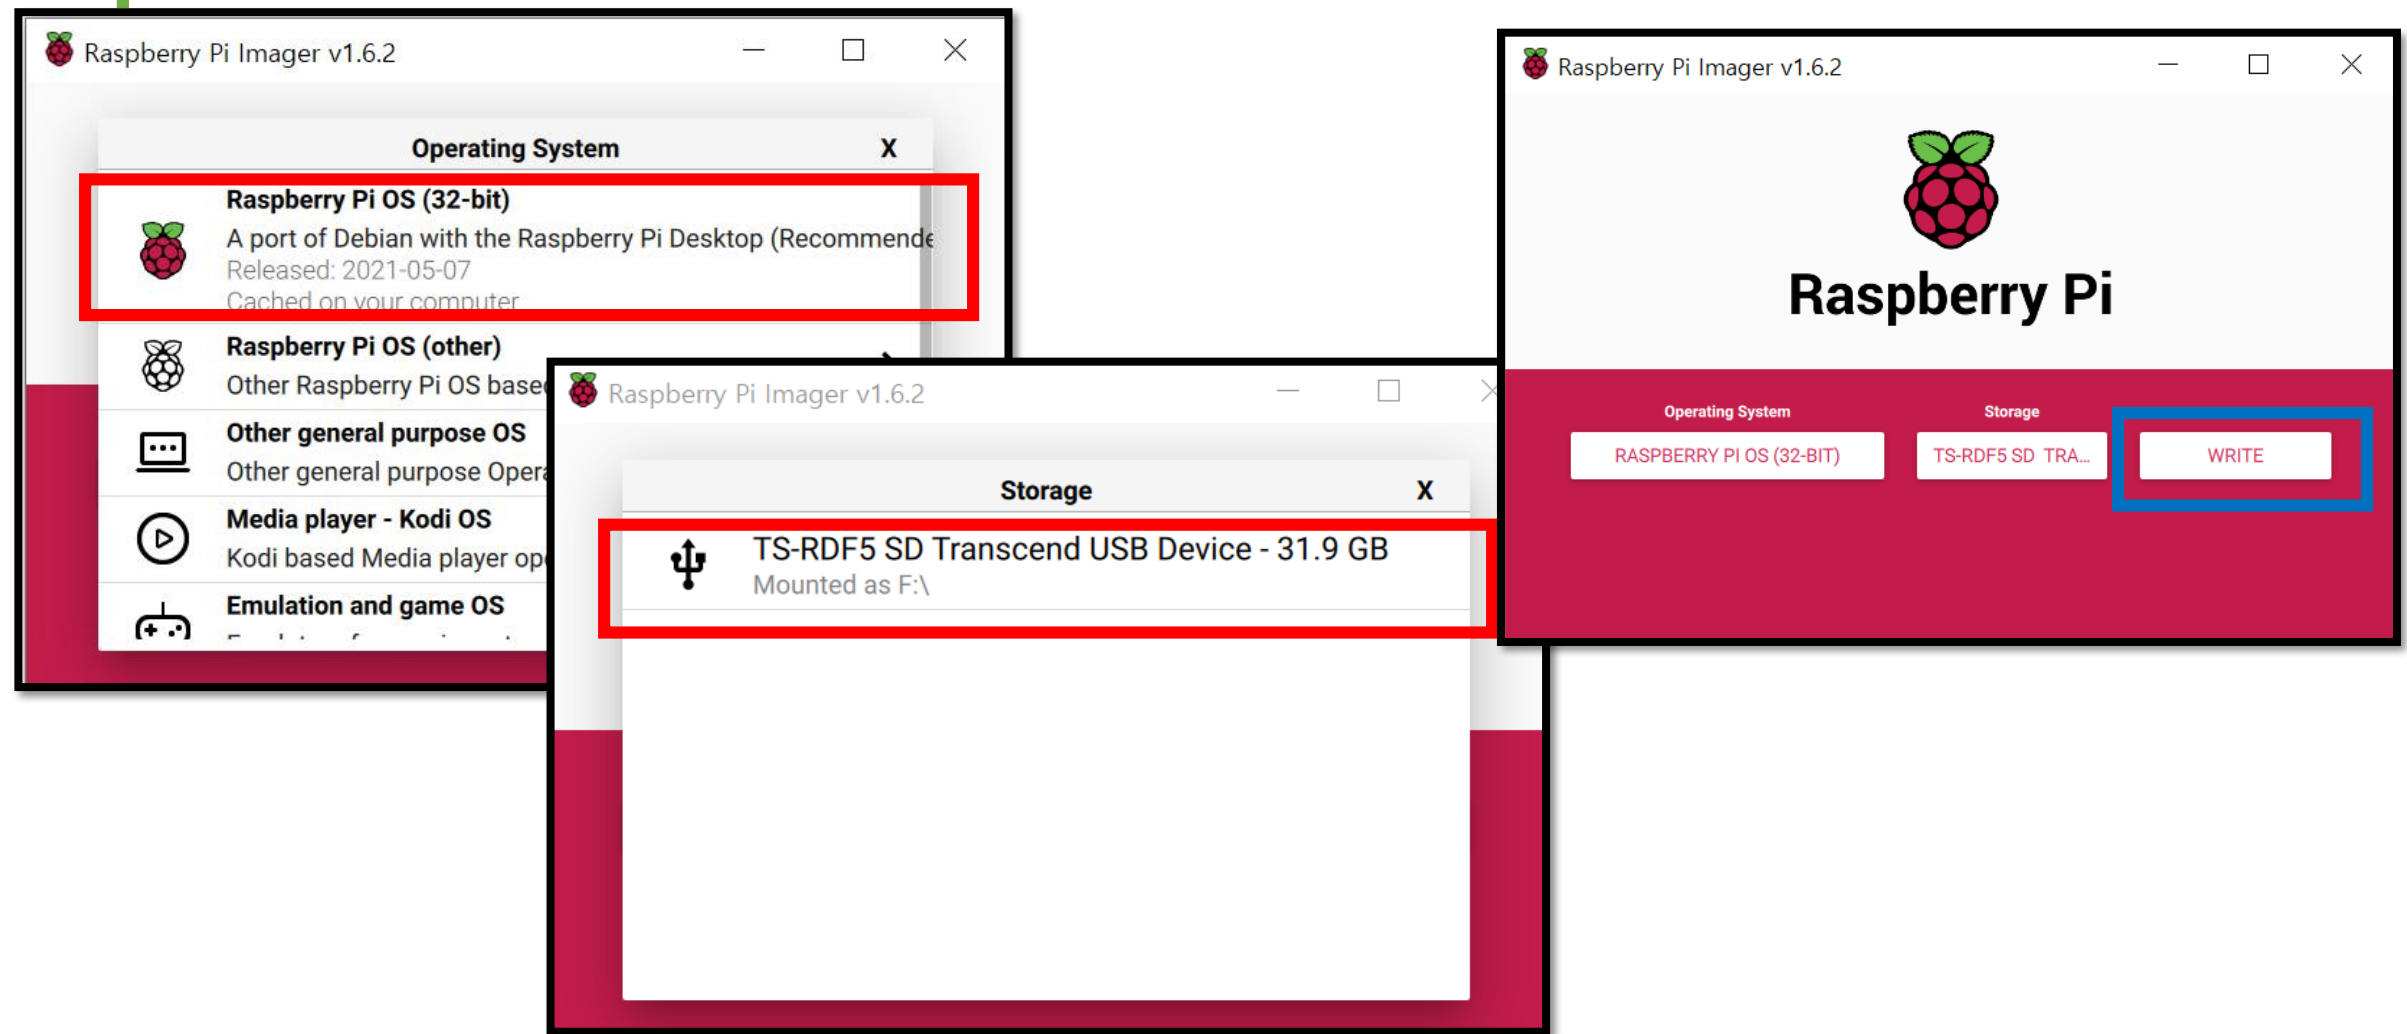 Raspberry Pi Imager v1.6.2
Operating System X
Raspberry Pi OS (32-bit)
A port of Debian with the Raspberry Pi Desktop (Recommende
Released: 2021-05-07
Cached on your computer
Raspberry Pi OS (other)
Other Raspberry Pi OS base
Other general purpose OS
Other general purpose Oper
Media player - Kodi OS
Kodi based Media player op
Emulation and game OS
Raspberry Pi Imager v1.6.2
Storage X
TS-RDF5 SD Transcend USB Device - 31.9 GB
Mounted as F:\
Raspberry Pi Imager v1.6.2
Raspberry Pi
Operating System Storage
RASPBERRY PI OS (32-BIT) TS-RDF5 SD TRA... WRITE